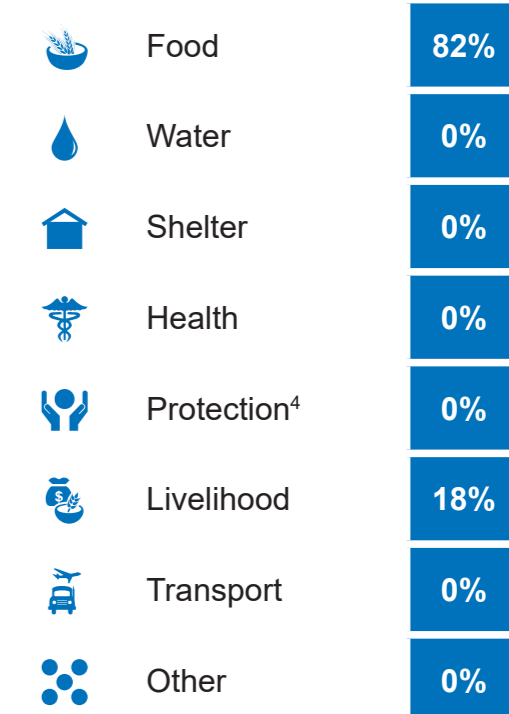 Food 82%
Water 0%
Shelter 0%
Health 0%
Protection⁴ 0%
$ Livelihood 18%
Transport 0%
Other 0%